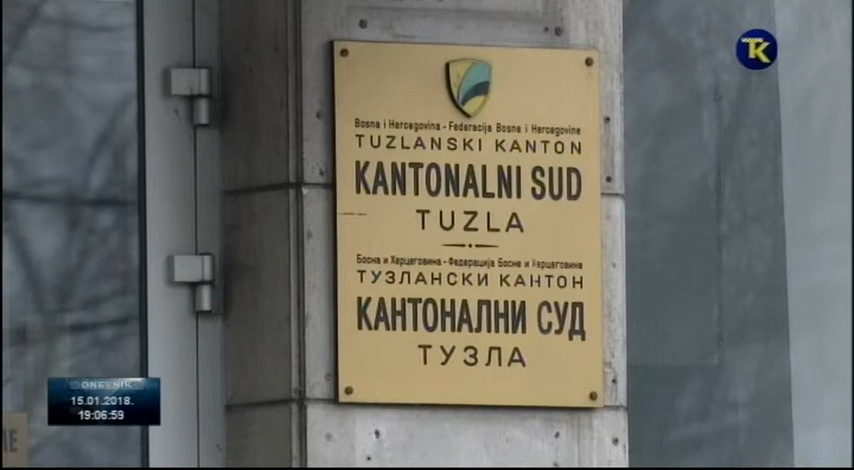 TK
Bosna i Hercegovina - Federacija Bosne i Hercegovine
TUZLANSKI KANTON
KANTONALNI SUD
TUZLA
Босна и Херцеговина - Федерација Босне и Херцеговине
ТУЗЛАНСКИ КАНТОН
КАНТОНАЛНИ СУД
ТУЗЛА
DNEVNIK
15.01.2018.
19:06:59